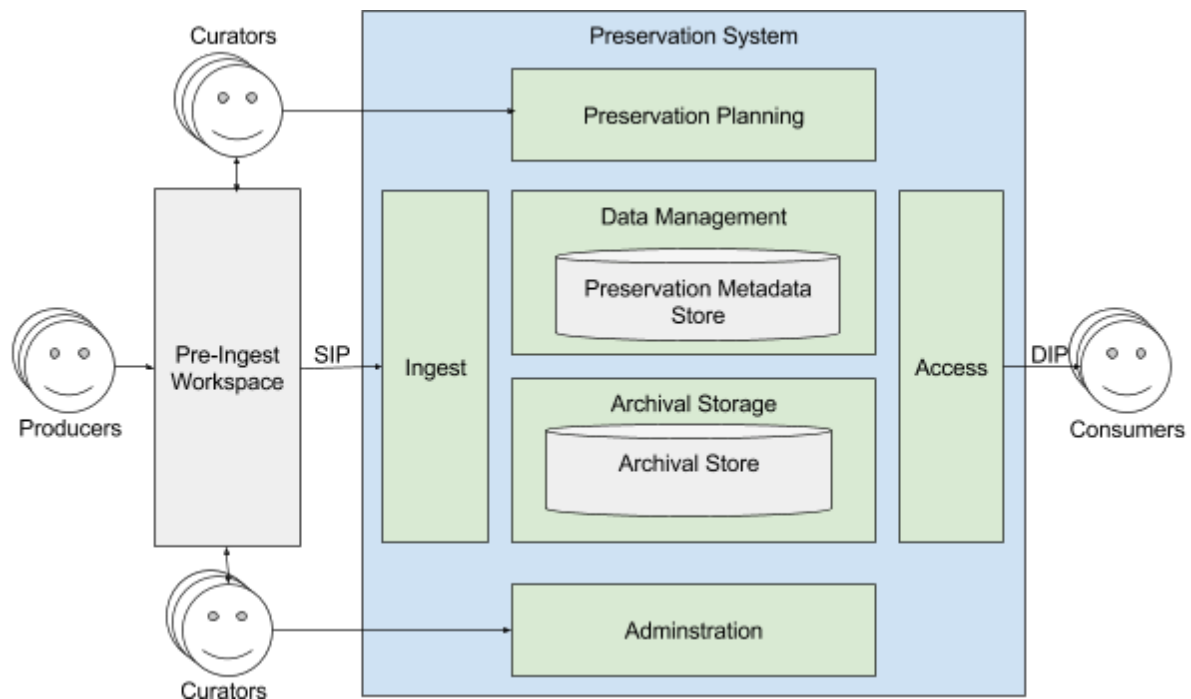 Curators
Preservation System
Preservation Planning
Data Management
Preservation Metadata
Store
Pre-Ingest
Workspace
SIP
Ingest
Access
DIP
Producers
Consumers
Archival Storage
Archival Store
Adminstration
Curators